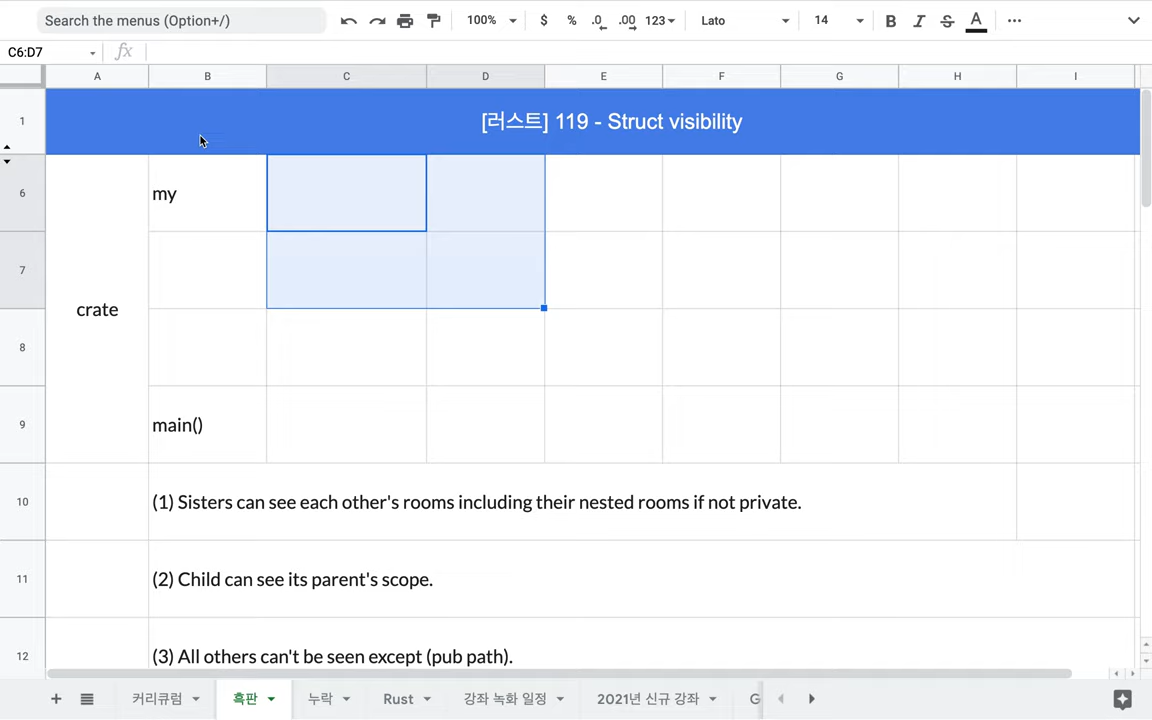 Search the menus (Option+/)
100% $ % .0 .00 123 Lato 14 B I S A
C6:D7 fx
A B C D E F G H I
1 [러스트] 119 - Struct visibility
6 my
7
crate
8
9 main()
10 (1) Sisters can see each other's rooms including their nested rooms if not private.
11 (2) Child can see its parent's scope.
12 (3) All others can't be seen except (pub path).
커리큘럼 흑판 누락 Rust 강좌 녹화 일정 2021년 신규 강좌 G